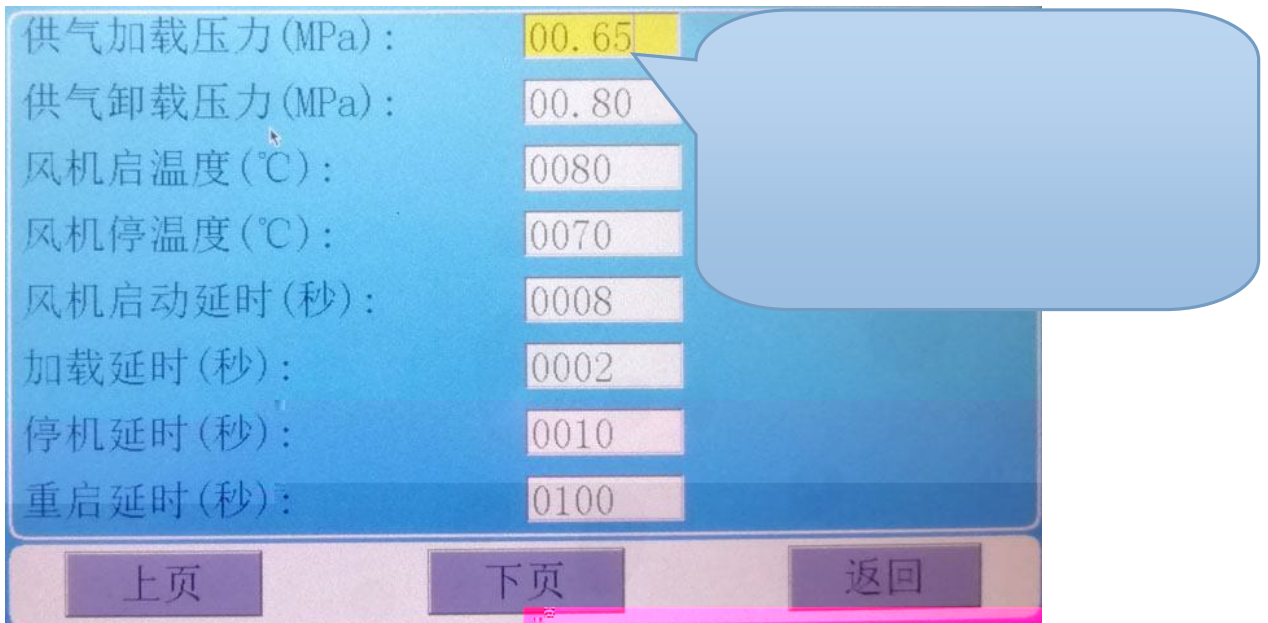 供气加载压力(MPa): 00.65
供气卸载压力(MPa): 00.80
风机启温度(℃): 0080
风机停温度(℃): 0070
风机启动延时(秒): 0008
加载延时(秒): 0002
停机延时(秒): 0010
重启延时(秒): 0100
上页 下页 返回